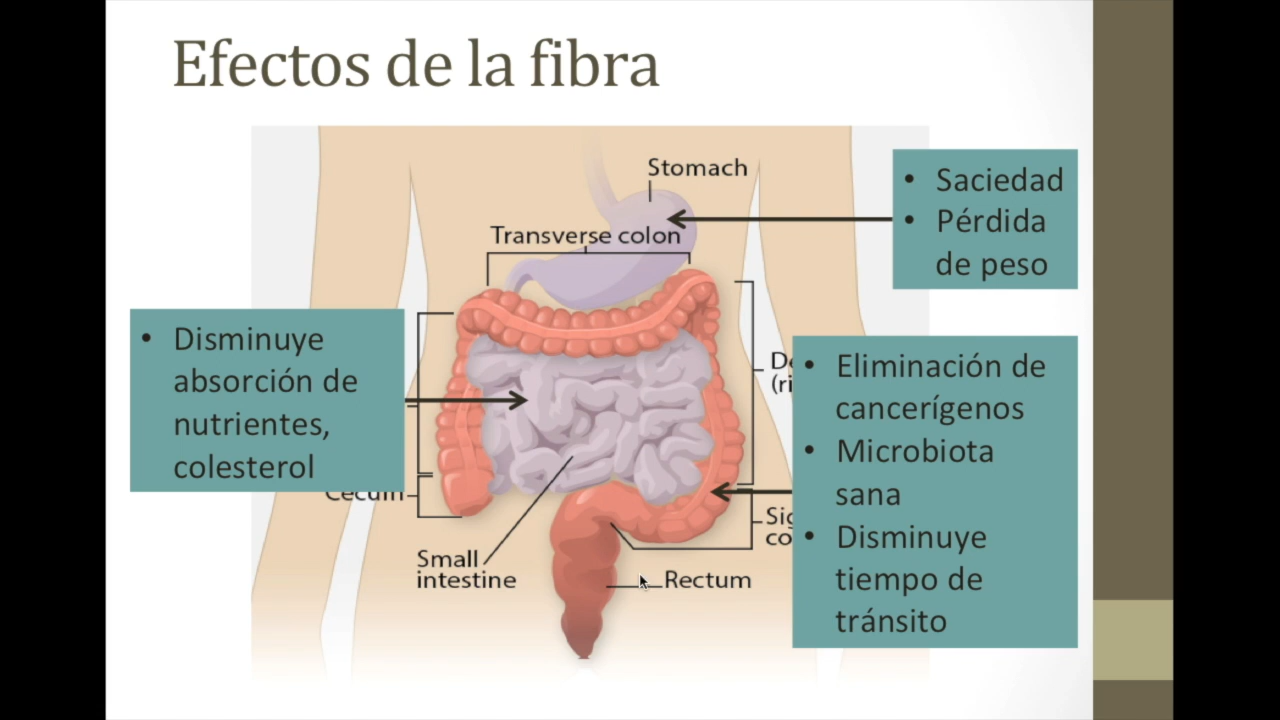 Efectos de la fibra
Stomach
Transverse colon
• Saciedad
• Pérdida
de peso
• Disminuye
absorción de
nutrientes,
colesterol
• Eliminación de
cancerígenos
• Microbiota
sana
• Disminuye
tiempo de
tránsito
Cecum
Small
intestine
Rectum